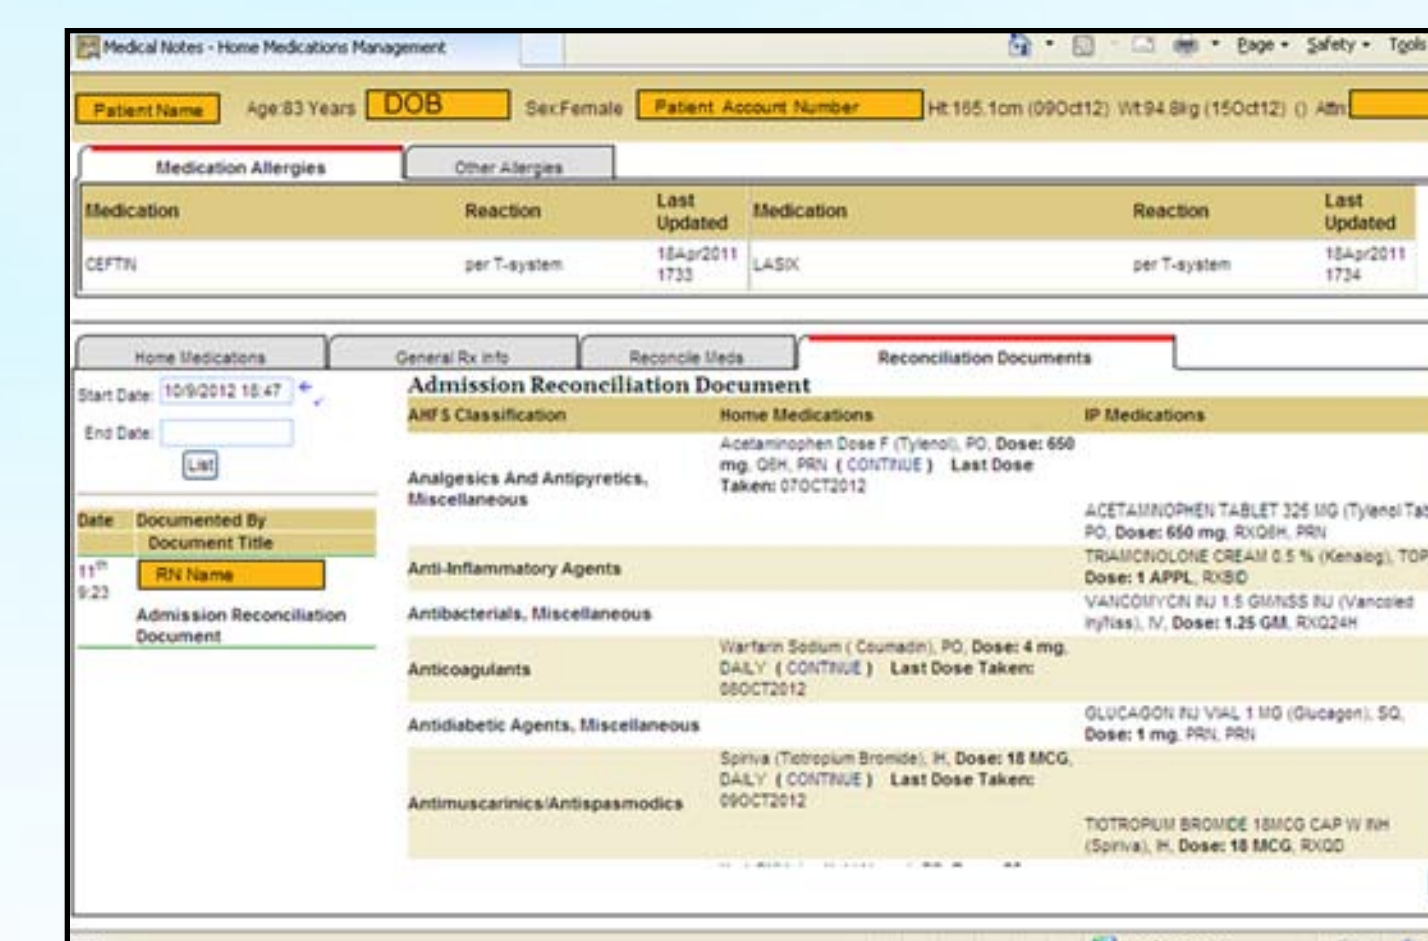 Medical Notes - Home Medications Management
Page Safety Tools
Patient Name Age:83 Years DOB Sex:Female Patient Account Number Ht:165.1cm (09Oct12) Wt:94.8kg (15Oct12) () Attn:
Medication Allergies Other Allergies
Medication Reaction Last Updated Medication Reaction Last Updated
CEFTIN per T-system 18Apr2011 1733 LASIX per T-system 18Apr2011 1734
Home Medications General Rx Info Reconcile Meds Reconciliation Documents
Start Date: 10/9/2012 18:47
End Date:
List
Date Documented By
Document Title
11th RN Name
9:23
Admission Reconciliation
Document
Admission Reconciliation Document
AHFS Classification Home Medications IP Medications
Acetaminophen Dose F (Tylenol), PO, Dose: 650
mg, Q6H, PRN ( CONTINUE ) Last Dose
Taken: 07OCT2012
Analgesics And Antipyretics,
Miscellaneous
ACETAMINOPHEN TABLET 325 MG (Tylenol Tab
PO, Dose: 650 mg, RXQ6H, PRN
Anti-Inflammatory Agents
TRIAMCINOLONE CREAM 0.5 % (Kenalog), TOP
Dose: 1 APPL, RXBID
Antibacterials, Miscellaneous
VANCOMYCIN INJ 1.5 GM/NSS INJ (Vancoled
Inj/Nss), IV, Dose: 1.25 GM, RXQ24H
Anticoagulants
Warfarin Sodium ( Coumadin), PO, Dose: 4 mg,
DAILY ( CONTINUE ) Last Dose Taken:
08OCT2012
Antidiabetic Agents, Miscellaneous
GLUCAGON INJ VIAL 1 MG (Glucagon), SQ,
Dose: 1 mg, PRN, PRN
Antimuscarinics/Antispasmodics
Spiriva (Tiotropium Bromide), IH, Dose: 18 MCG,
DAILY ( CONTINUE ) Last Dose Taken:
09OCT2012
TIOTROPIUM BROMIDE 18MCG CAP W INH
(Spiriva), IH, Dose: 18 MCG, RXQD